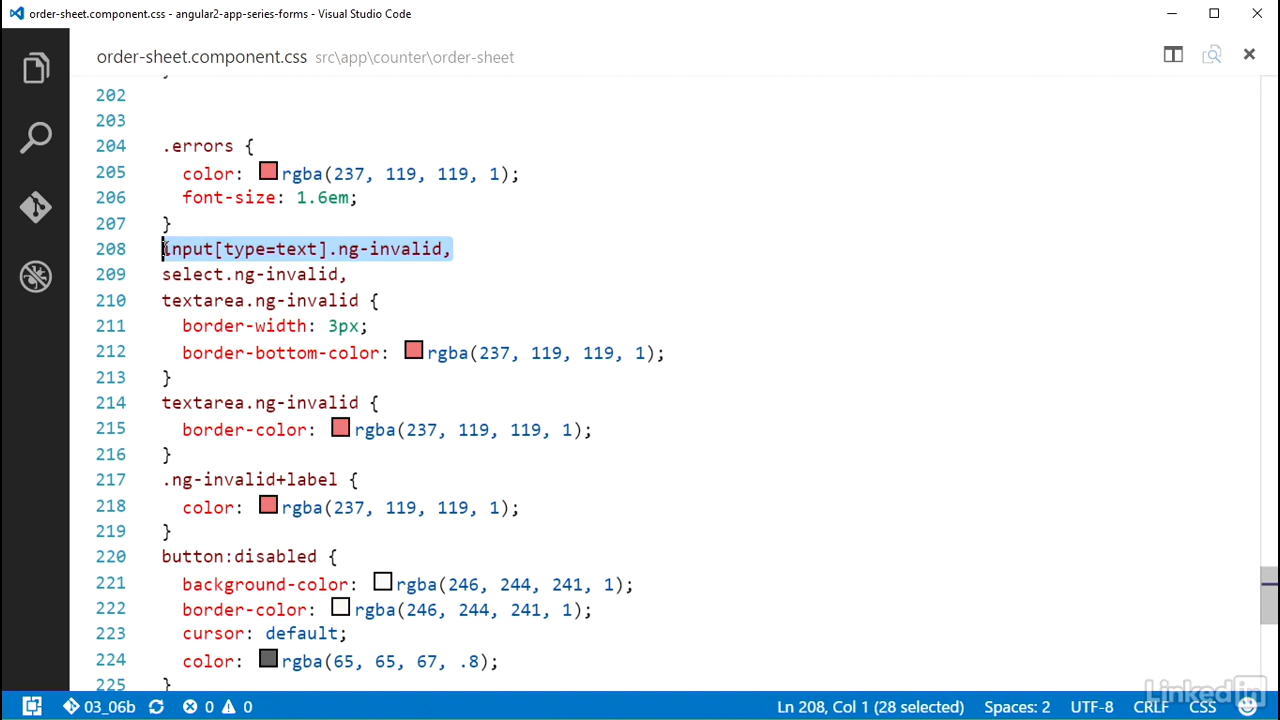 order-sheet.component.css - angular2-app-series-forms - Visual Studio Code
order-sheet.component.css src\app\counter\order-sheet
202
203
204 .errors {
205 color: rgba(237, 119, 119, 1);
206 font-size: 1.6em;
207 }
208 input[type=text].ng-invalid,
209 select.ng-invalid,
210 textarea.ng-invalid {
211 border-width: 3px;
212 border-bottom-color: rgba(237, 119, 119, 1);
213 }
214 textarea.ng-invalid {
215 border-color: rgba(237, 119, 119, 1);
216 }
217 .ng-invalid+label {
218 color: rgba(237, 119, 119, 1);
219 }
220 button:disabled {
221 background-color: rgba(246, 244, 241, 1);
222 border-color: rgba(246, 244, 241, 1);
223 cursor: default;
224 color: rgba(65, 65, 67, .8);
225 }
LinkedIn
03_06b 0 0 Ln 208, Col 1 (28 selected) Spaces: 2 UTF-8 CRLF CSS